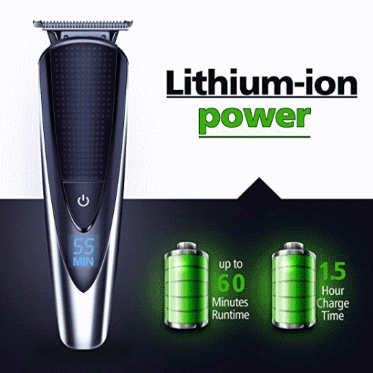 Lithium-ion
power
55
MIN
up to
60
Minutes
Runtime
1.5
Hour
Charge
Time